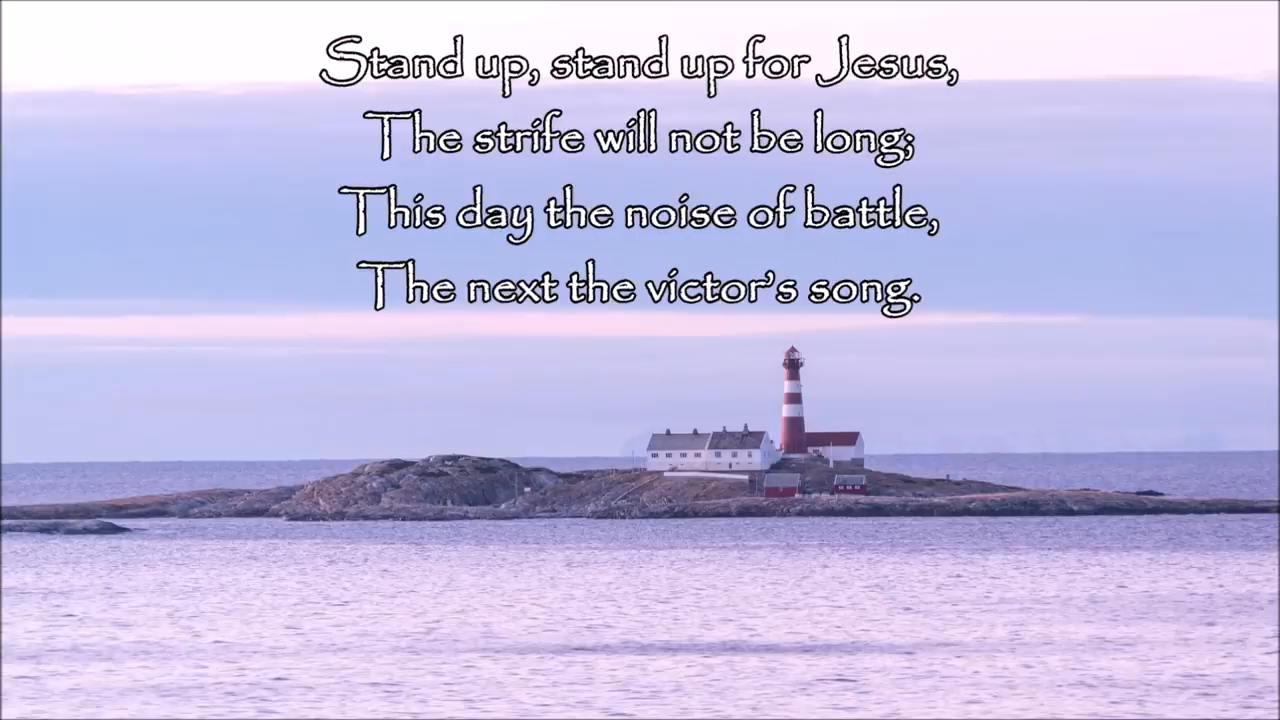 Stand up, stand up for Jesus,
The strife will not be long;
This day the noise of battle,
The next the victor's song.